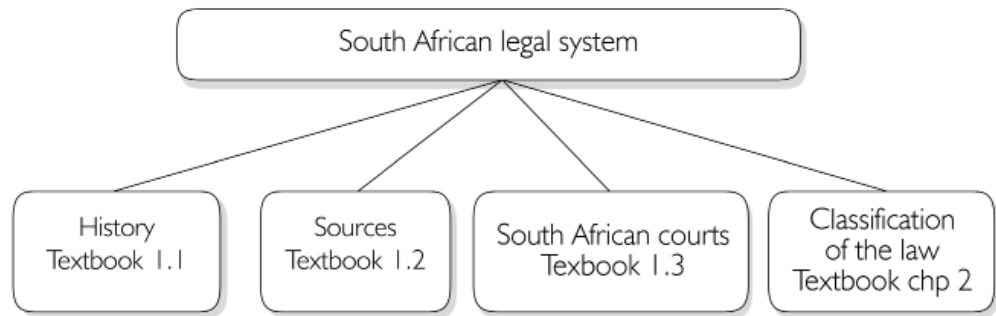 South African legal system
History
Textbook 1.1
Sources
Textbook 1.2
South African courts
Texbook 1.3
Classification
of the law
Textbook chp 2